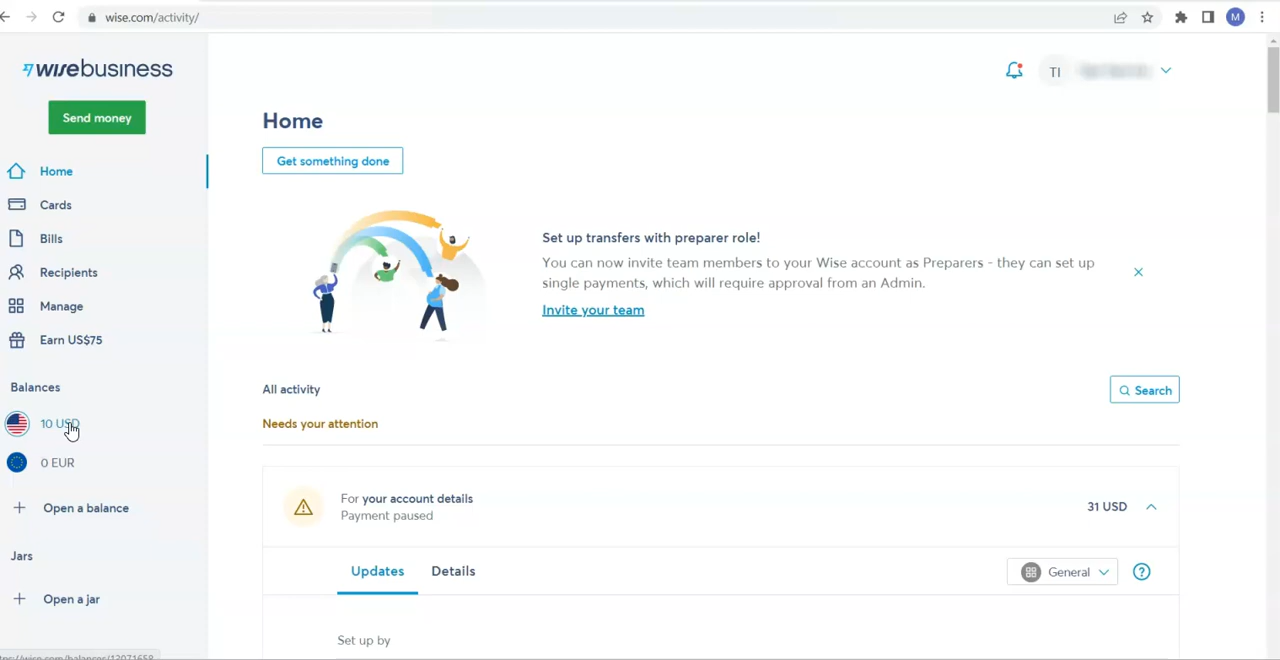 wise.com/activity/
M
wisebusiness
TI
Send money
Home
Get something done
Home
Cards
Bills
Recipients
Manage
Earn US$75
Set up transfers with preparer role!
You can now invite team members to your Wise account as Preparers - they can set up
single payments, which will require approval from an Admin.
Invite your team
Balances
10 USD
0 EUR
Open a balance
Jars
Open a jar
All activity
Search
Needs your attention
For your account details
Payment paused
31 USD
Updates
Details
General
?
Set up by